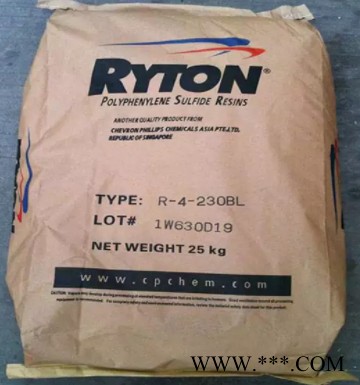 RYTON®
POLYPHENYLENE SULFIDE RESINS
ANOTHER QUALITY PRODUCT FROM
CHEVRON PHILLIPS CHEMICALS ASIA PTE.LTD.
REPUBLIC OF SINGAPORE
TYPE: R-4-230BL
LOT# 1W630D19
NET WEIGHT 25 kg
www.cpchem.com
CAUTION:
WWW.***.COM